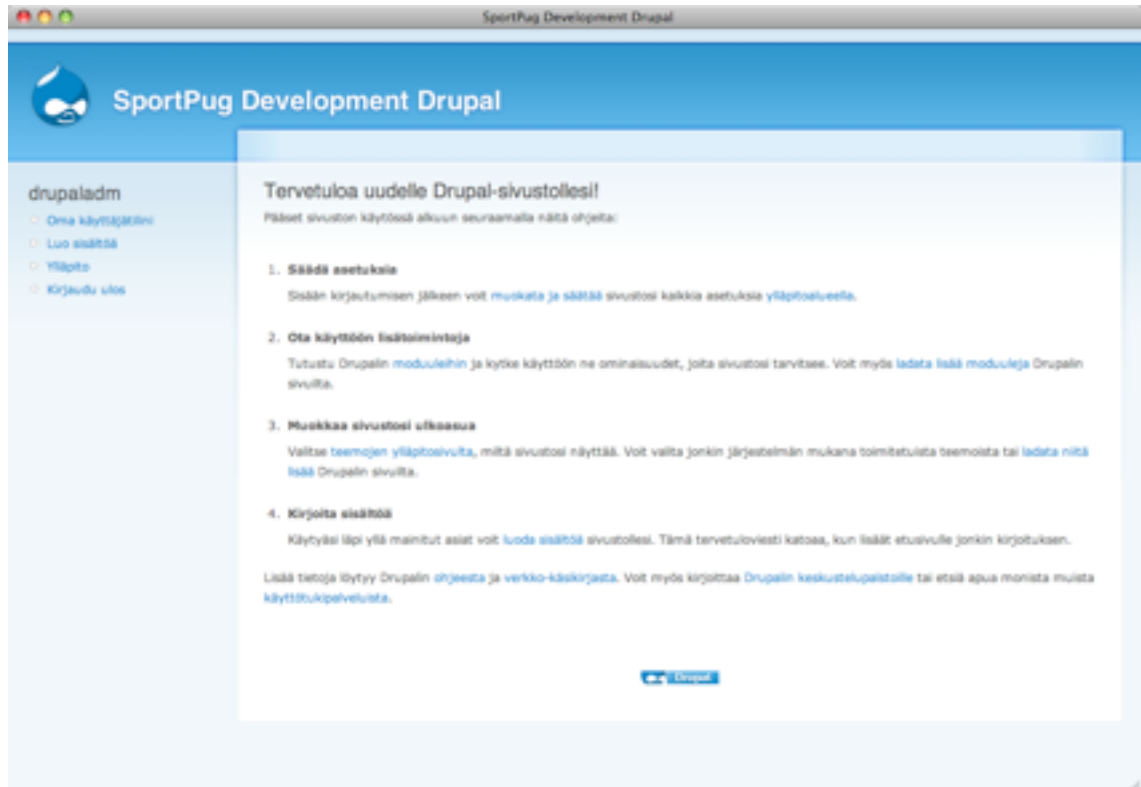 SportPug Development Drupal
SportPug Development Drupal
drupaladm
Oma käyttäjätilini
Luo sisältöä
Ylläpito
Kirjaudu ulos
Tervetuloa uudelle Drupal-sivustollesi!
Pääset sivuston käytössä alkuun seuraamalla näitä ohjeita:
1. Säädä asetuksia
Sisään kirjautumisen jälkeen voit muokata ja säätää sivustosi kaikkia asetuksia ylläpitoalueella.
2. Ota käyttöön lisätoimintoja
Tutustu Drupalin moduuleihin ja kytke käyttöön ne ominaisuudet, joita sivustosi tarvitsee. Voit myös ladata lisää moduuleja Drupalin
sivuilta.
3. Muokkaa sivustosi ulkoasua
Valitse teemojen ylläpitosivulta, miltä sivustosi näyttää. Voit valita jonkin järjestelmän mukana toimitetuista teemoista tai ladata niitä
lisää Drupalin sivuilta.
4. Kirjoita sisältöä
Käytyäsi läpi yllä mainitut asiat voit luoda sisältöä sivustollesi. Tämä tervetuloviesti katoaa, kun lisäät etusivulle jonkin kirjoituksen.
Lisää tietoja löytyy Drupalin ohjeesta ja verkko-käsikirjasta. Voit myös kirjoittaa Drupalin keskustelupalstoille tai etsiä apua monista muista
käyttötukipalveluista.
Drupal